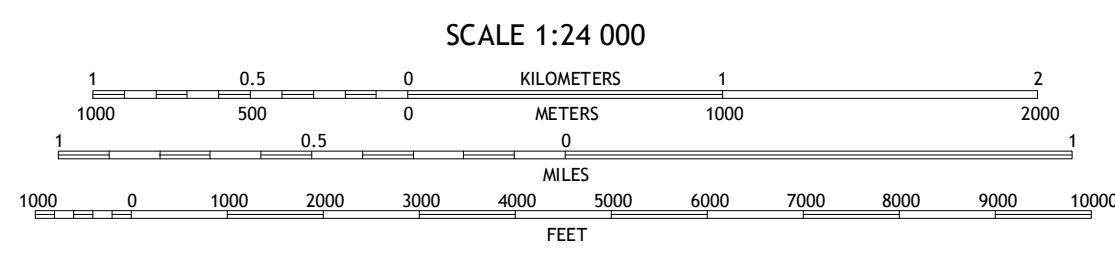 SCALE 1:24 000
1 0.5 0 KILOMETERS 1 2
1000 500 0 METERS 1000 2000
1 0.5 0 1
MILES
1000 0 1000 2000 3000 4000 5000 6000 7000 8000 9000 10000
FEET